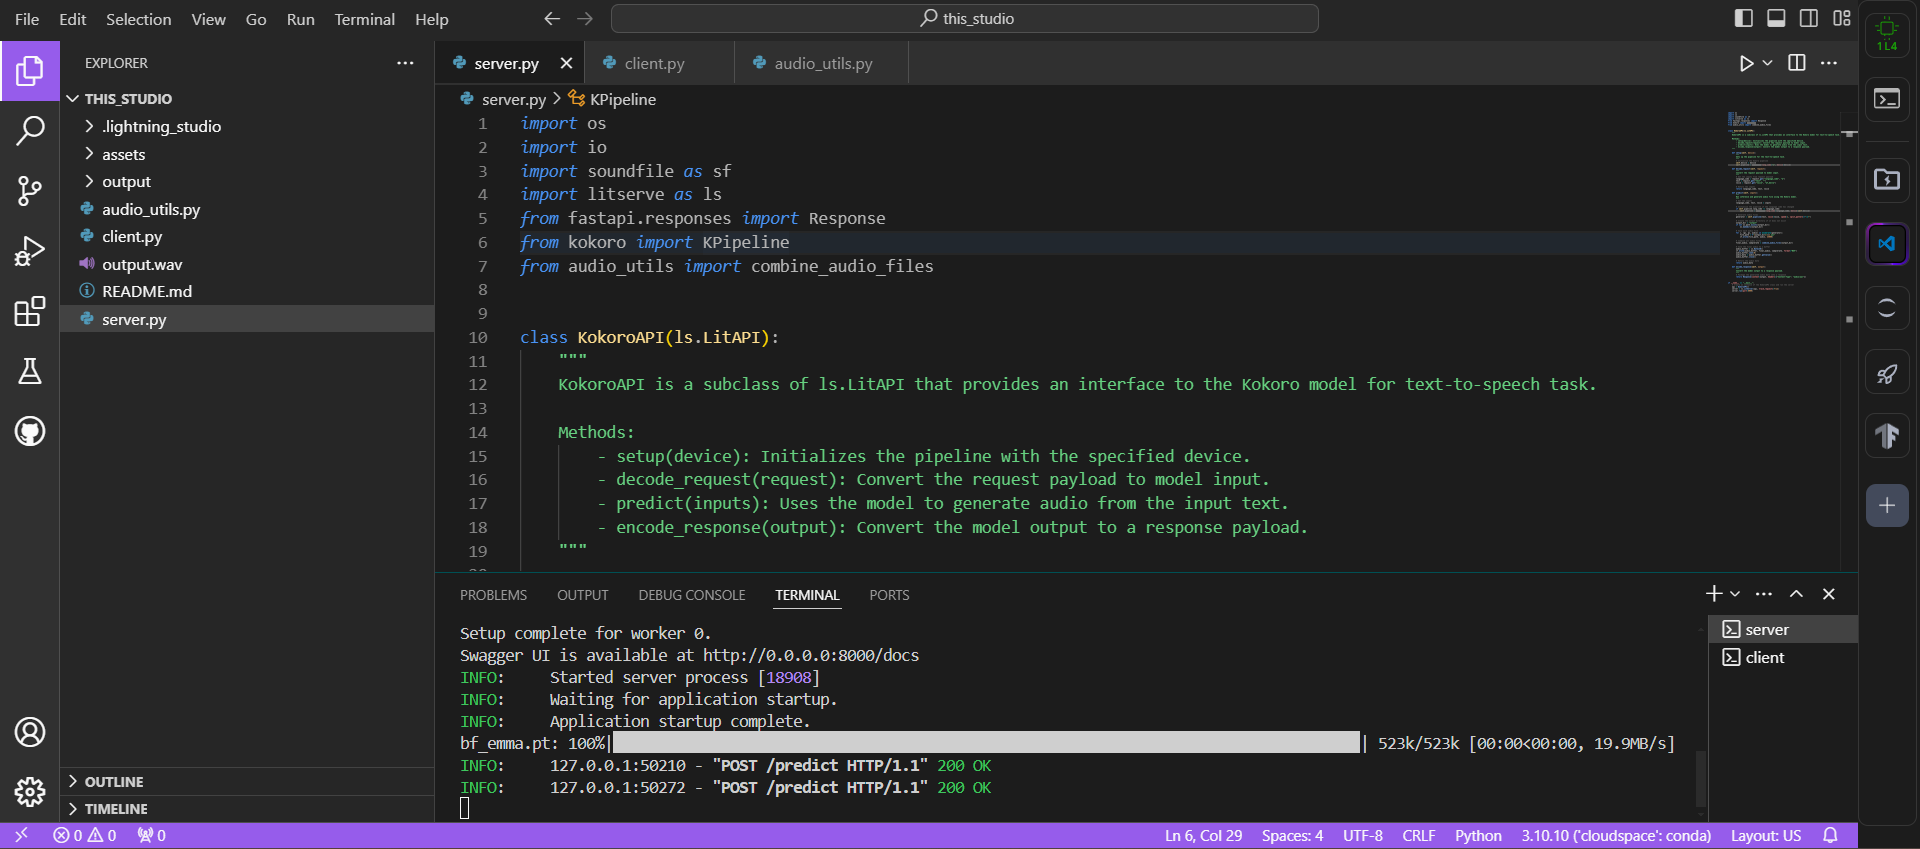 File Edit Selection View Go Run Terminal Help
this_studio
1 L4
EXPLORER
THIS_STUDIO
.lightning_studio
assets
output
audio_utils.py
client.py
output.wav
README.md
server.py
OUTLINE
TIMELINE
server.py client.py audio_utils.py
server.py > KPipeline
1 import os
2 import io
3 import soundfile as sf
4 import litserve as ls
5 from fastapi.responses import Response
6 from kokoro import KPipeline
7 from audio_utils import combine_audio_files
8
9
10 class KokoroAPI(ls.LitAPI):
11 """
12 KokoroAPI is a subclass of ls.LitAPI that provides an interface to the Kokoro model for text-to-speech task.
13
14 Methods:
15 - setup(device): Initializes the pipeline with the specified device.
16 - decode_request(request): Convert the request payload to model input.
17 - predict(inputs): Uses the model to generate audio from the input text.
18 - encode_response(output): Convert the model output to a response payload.
19 """
PROBLEMS OUTPUT DEBUG CONSOLE TERMINAL PORTS
Setup complete for worker 0.
Swagger UI is available at http://0.0.0.0:8000/docs
INFO: Started server process [18908]
INFO: Waiting for application startup.
INFO: Application startup complete.
bf_emma.pt: 100%| | 523k/523k [00:00<00:00, 19.9MB/s]
INFO: 127.0.0.1:50210 - "POST /predict HTTP/1.1" 200 OK
INFO: 127.0.0.1:50272 - "POST /predict HTTP/1.1" 200 OK
server
client
0 0 0 Ln 6, Col 29 Spaces: 4 UTF-8 CRLF Python 3.10.10 ('cloudspace': conda) Layout: US